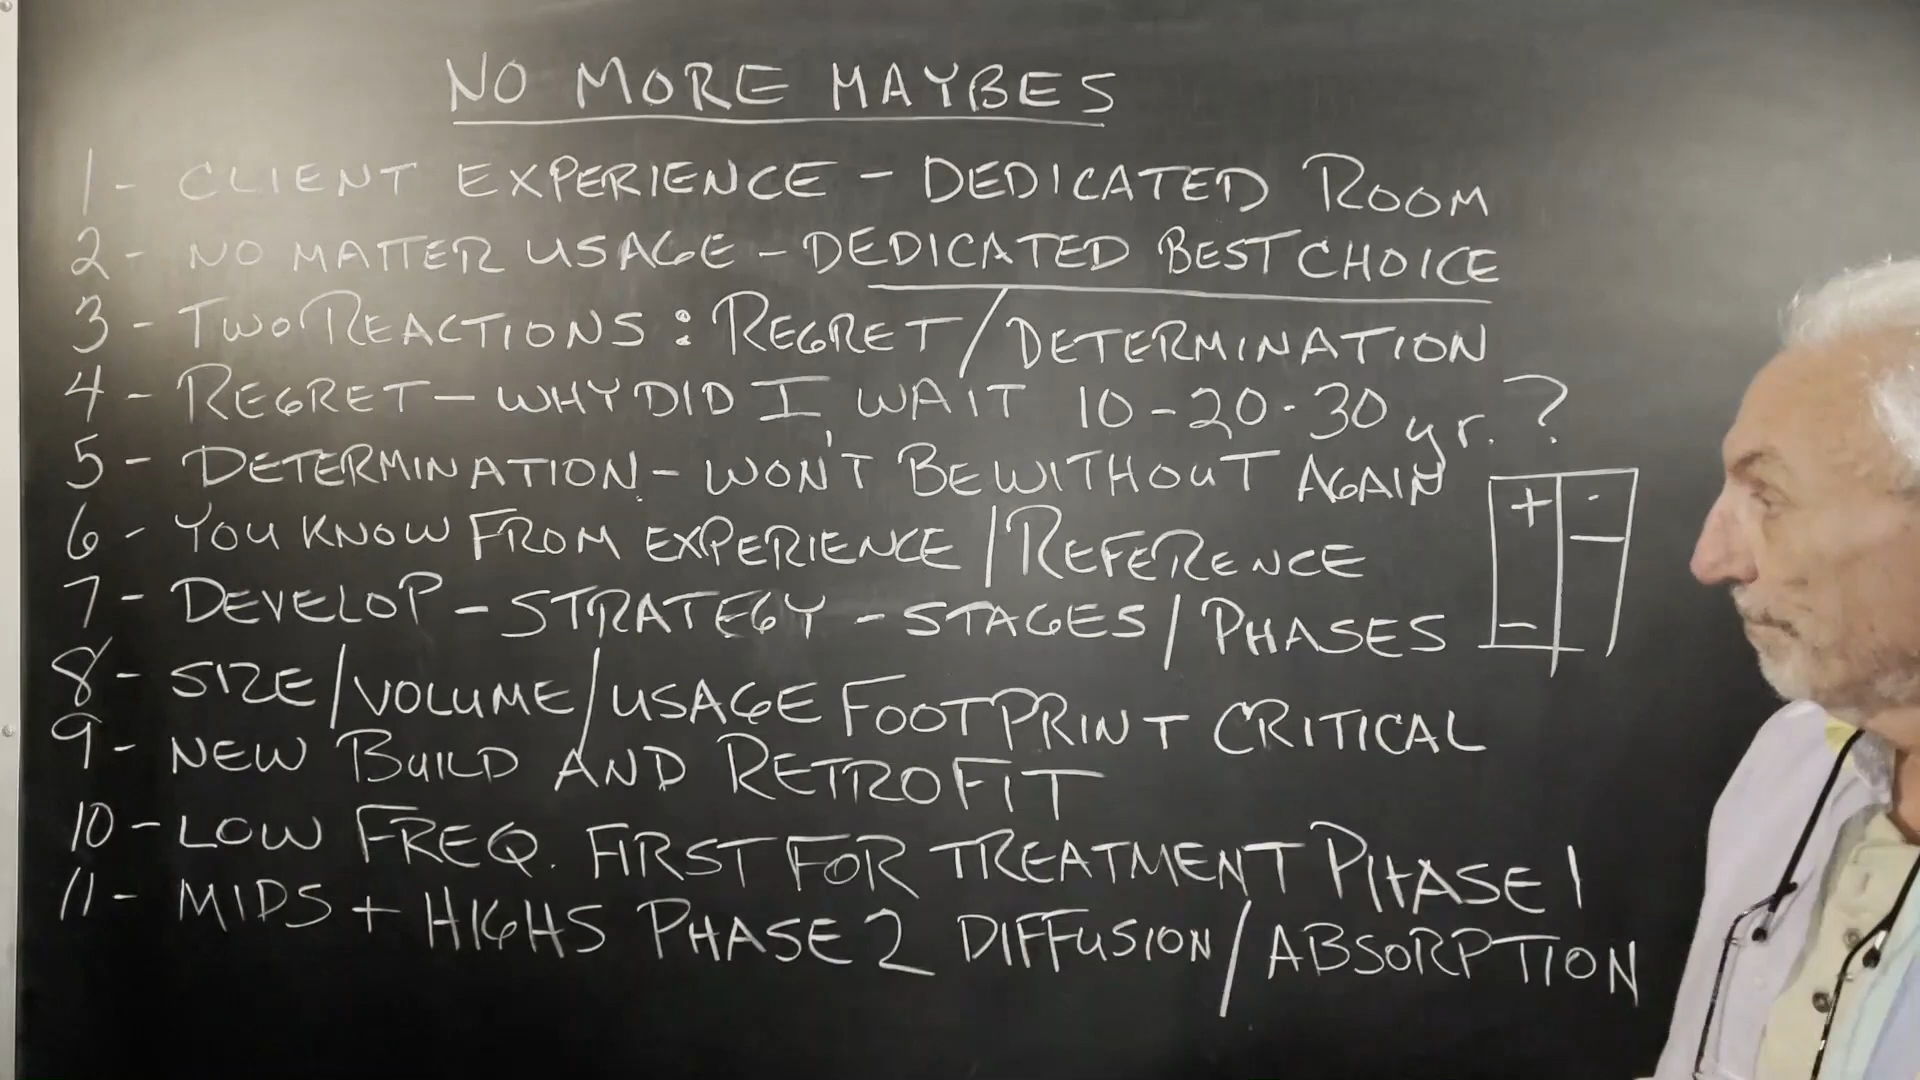 NO MORE MAYBES
1 - CLIENT EXPERIENCE - DEDICATED ROOM
2 - NO MATTER USAGE - DEDICATED BEST CHOICE
3 - TWO REACTIONS : REGRET / DETERMINATION
4 - REGRET - WHY DID I WAIT 10-20-30 yr. ?
5 - DETERMINATION - WON'T BE WITHOUT AGAIN
6 - YOU KNOW FROM EXPERIENCE / REFERENCE
7 - DEVELOP - STRATEGY - STAGES / PHASES
8 - SIZE / VOLUME / USAGE FOOTPRINT CRITICAL
9 - NEW BUILD AND RETROFIT
10 - LOW FREQ. FIRST FOR TREATMENT PHASE 1
11 - MIDS + HIGHS PHASE 2 DIFFUSION / ABSORPTION
+ -
-